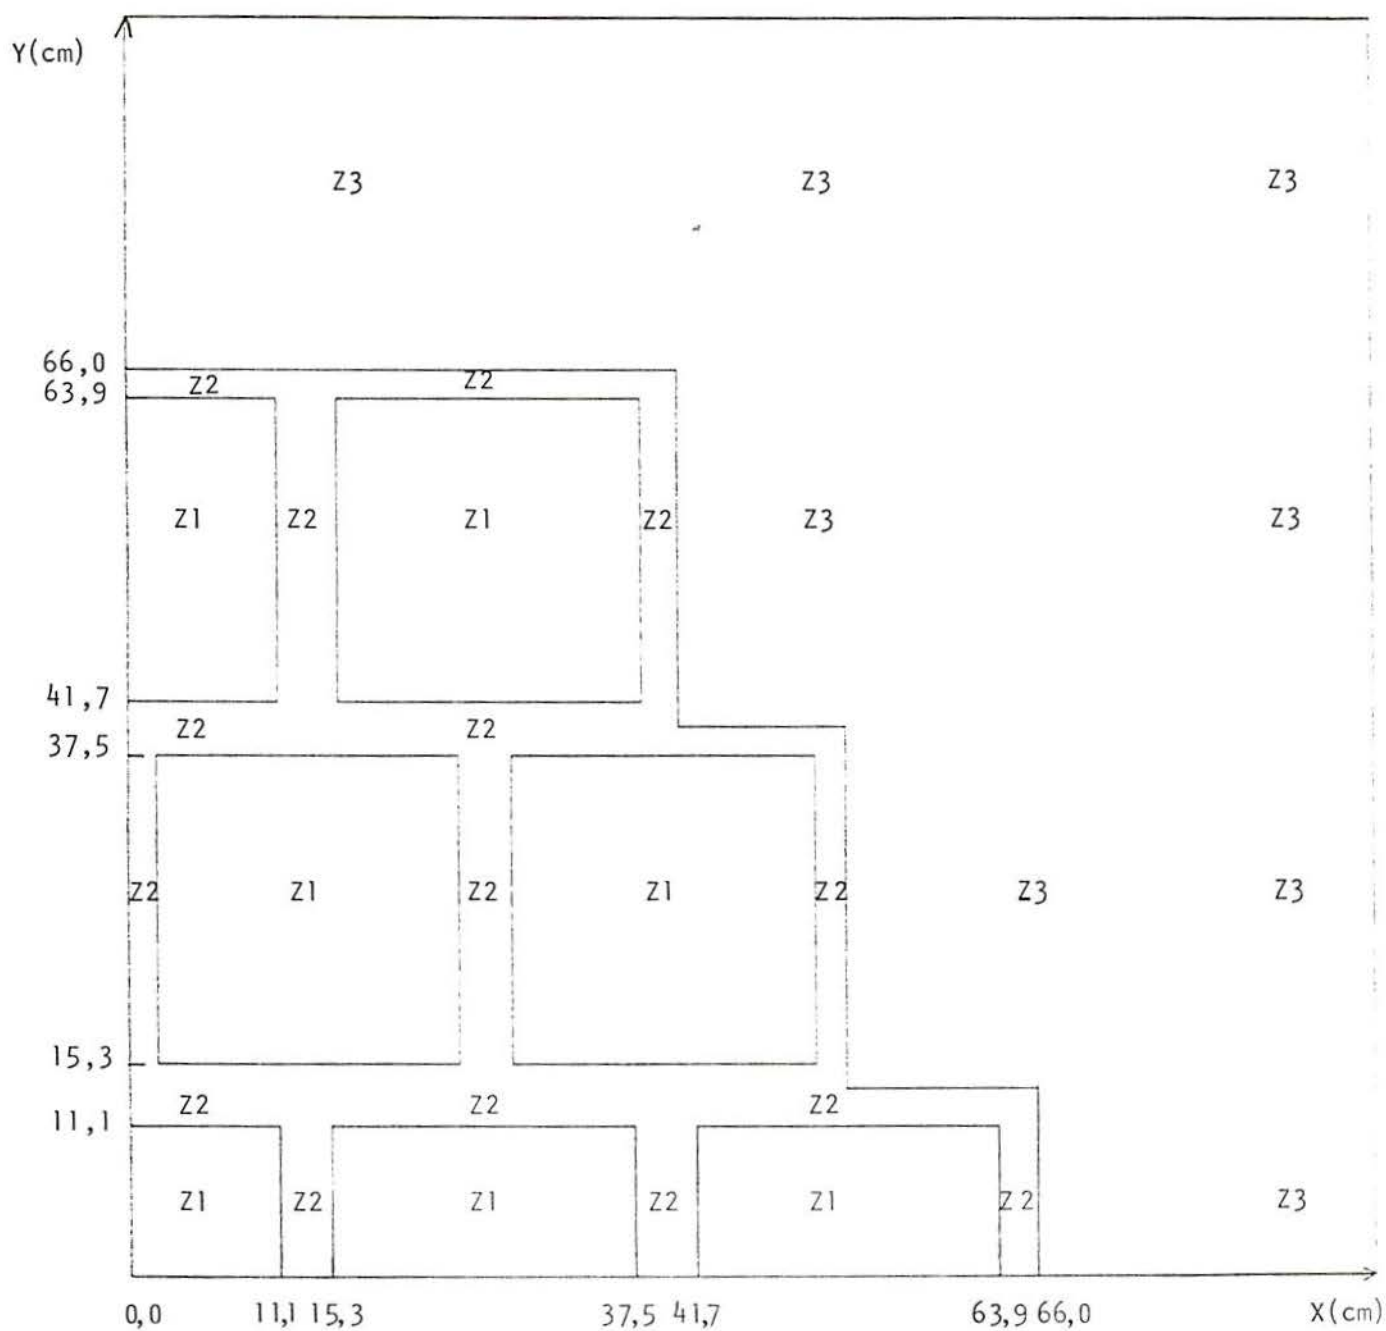 Y(cm)
Z3 Z3 Z3
66,0
Z2 Z2
63,9
Z1 Z2 Z1 Z2 Z3 Z3
41,7
Z2 Z2
37,5
Z2 Z1 Z2 Z1 Z2 Z3 Z3
15,3
Z2 Z2 Z2
11,1
Z1 Z2 Z1 Z2 Z1 Z2 Z3
0,0 11,1 15,3 37,5 41,7 63,9 66,0 X(cm)